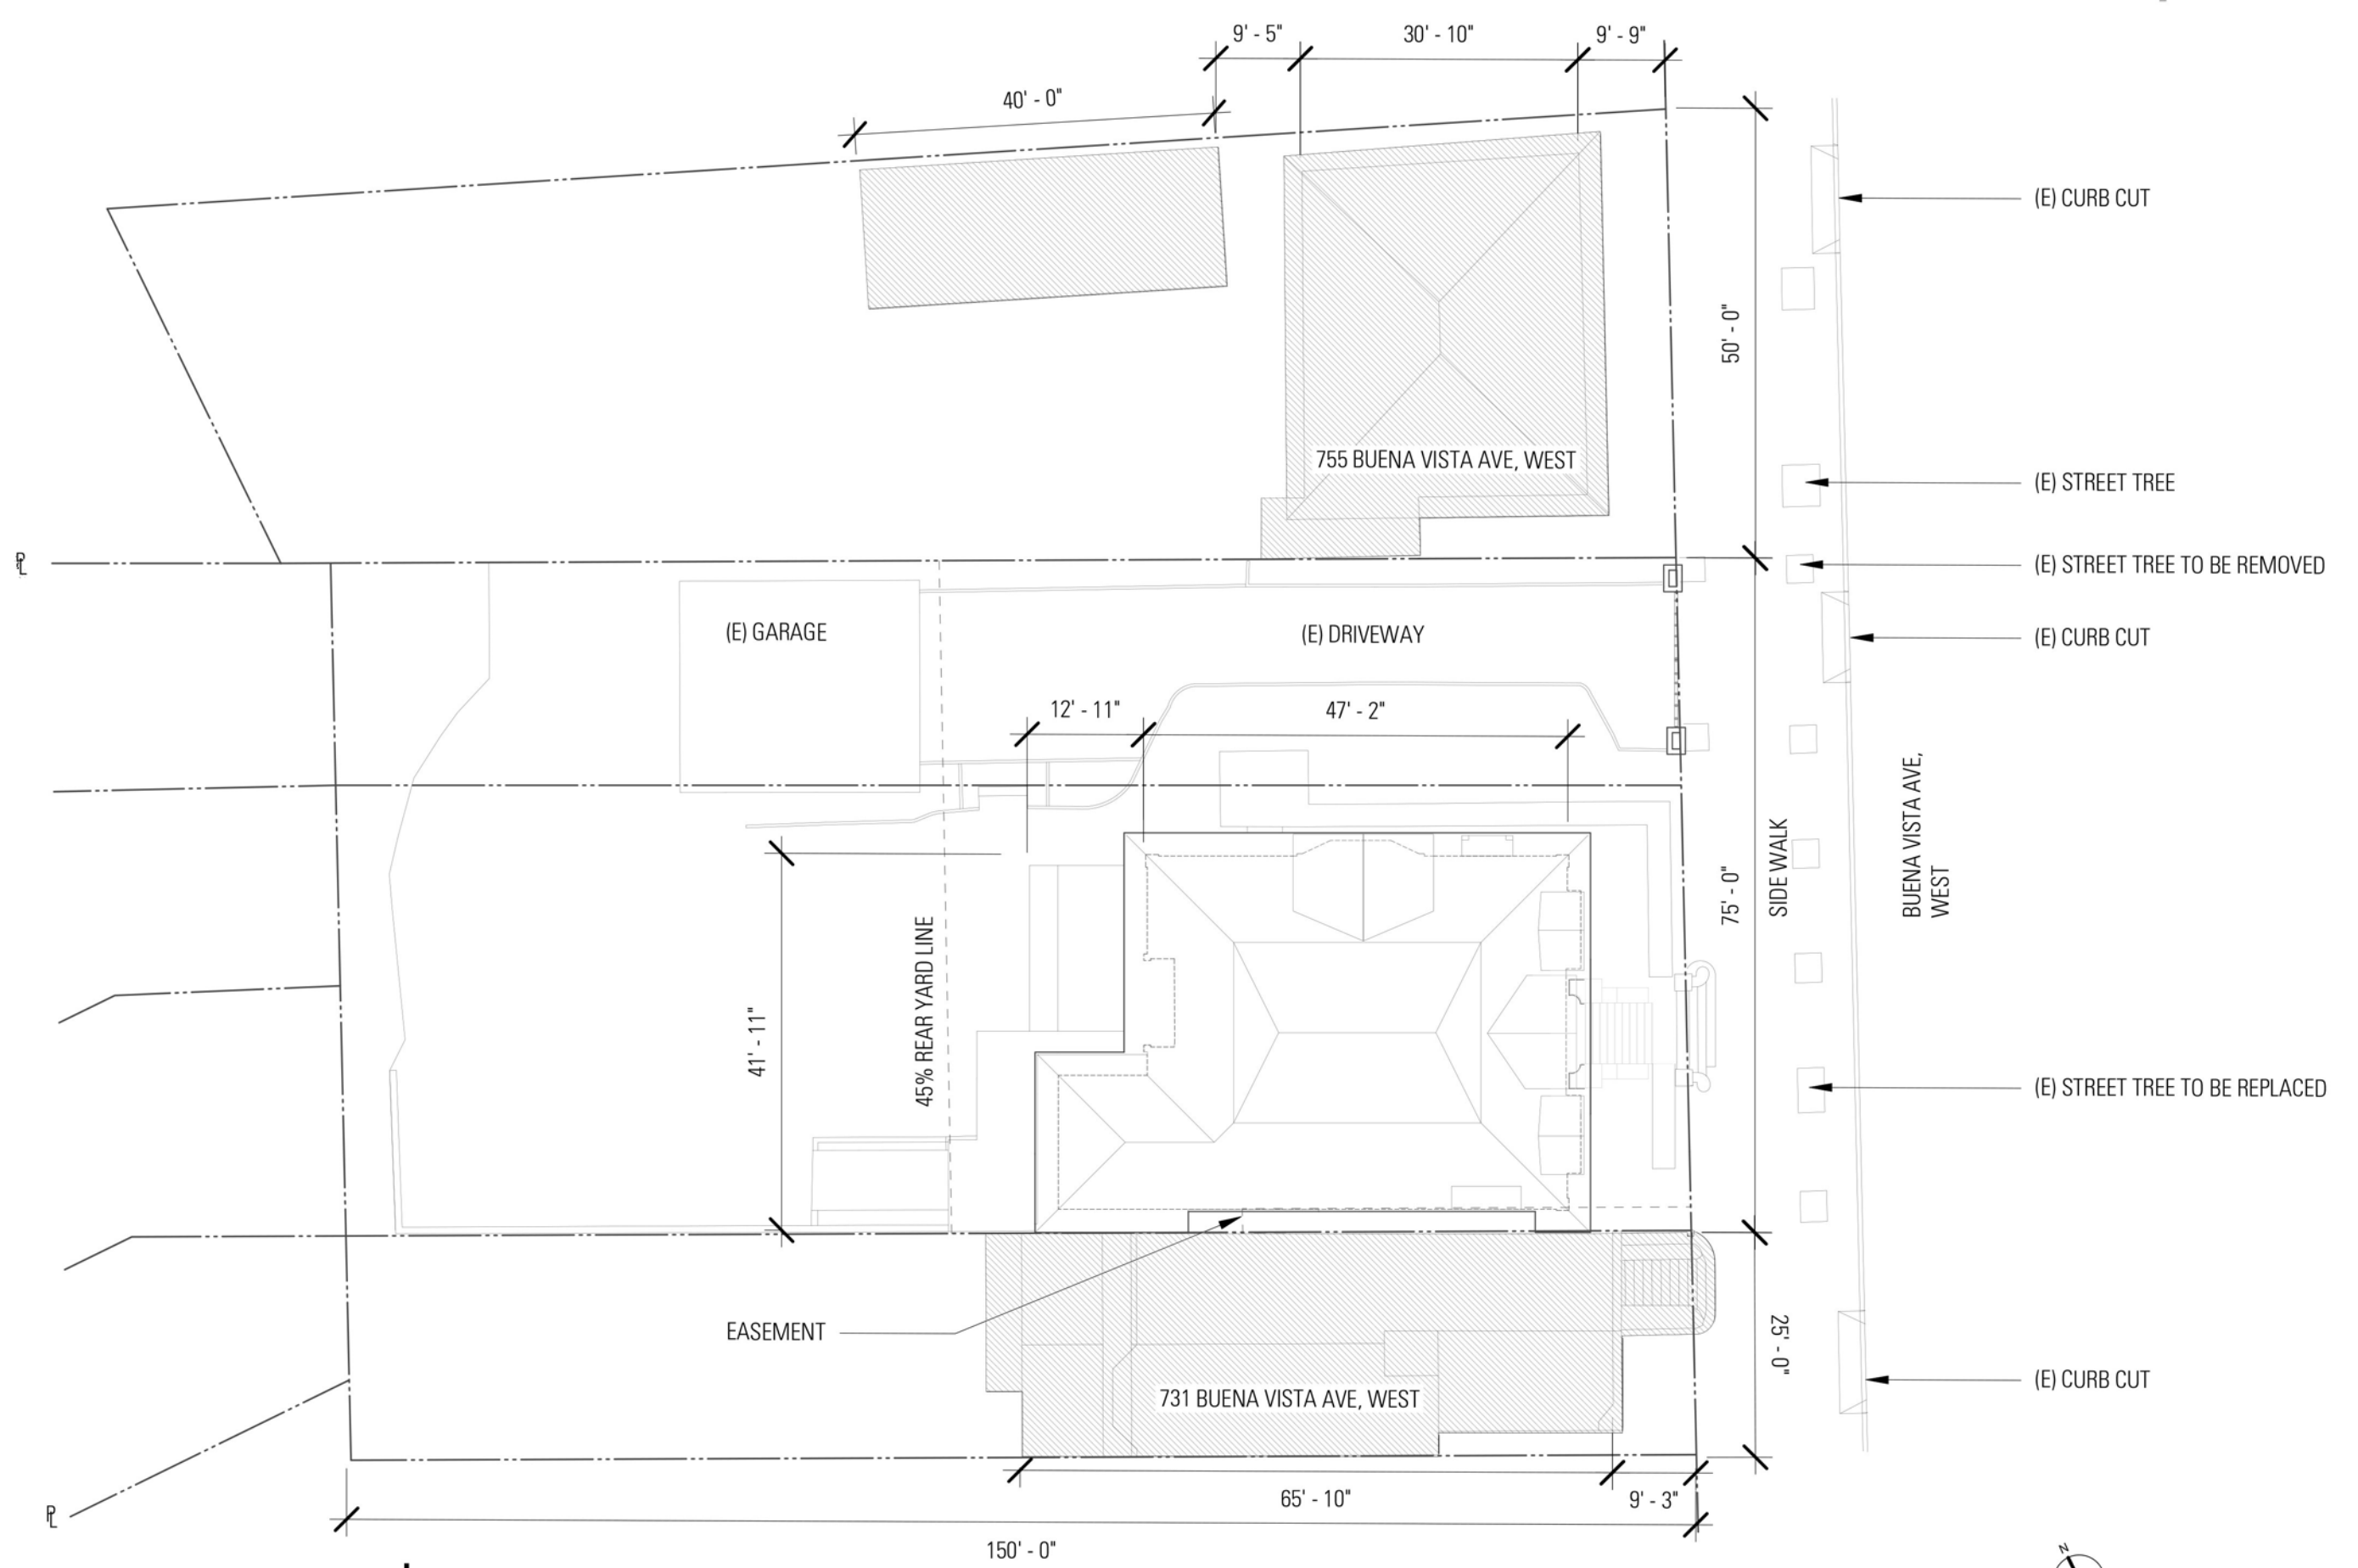 9' - 5"
30' - 10"
9' - 9"
40' - 0"
(E) CURB CUT
50' - 0"
755 BUENA VISTA AVE, WEST
(E) STREET TREE
PL
(E) STREET TREE TO BE REMOVED
(E) GARAGE
(E) DRIVEWAY
(E) CURB CUT
12' - 11"
47' - 2"
75' - 0"
SIDE WALK
BUENA VISTA AVE,
WEST
45% REAR YARD LINE
41' - 11"
(E) STREET TREE TO BE REPLACED
EASEMENT
25' - 0"
731 BUENA VISTA AVE, WEST
(E) CURB CUT
65' - 10"
9' - 3"
PL
150' - 0"
N